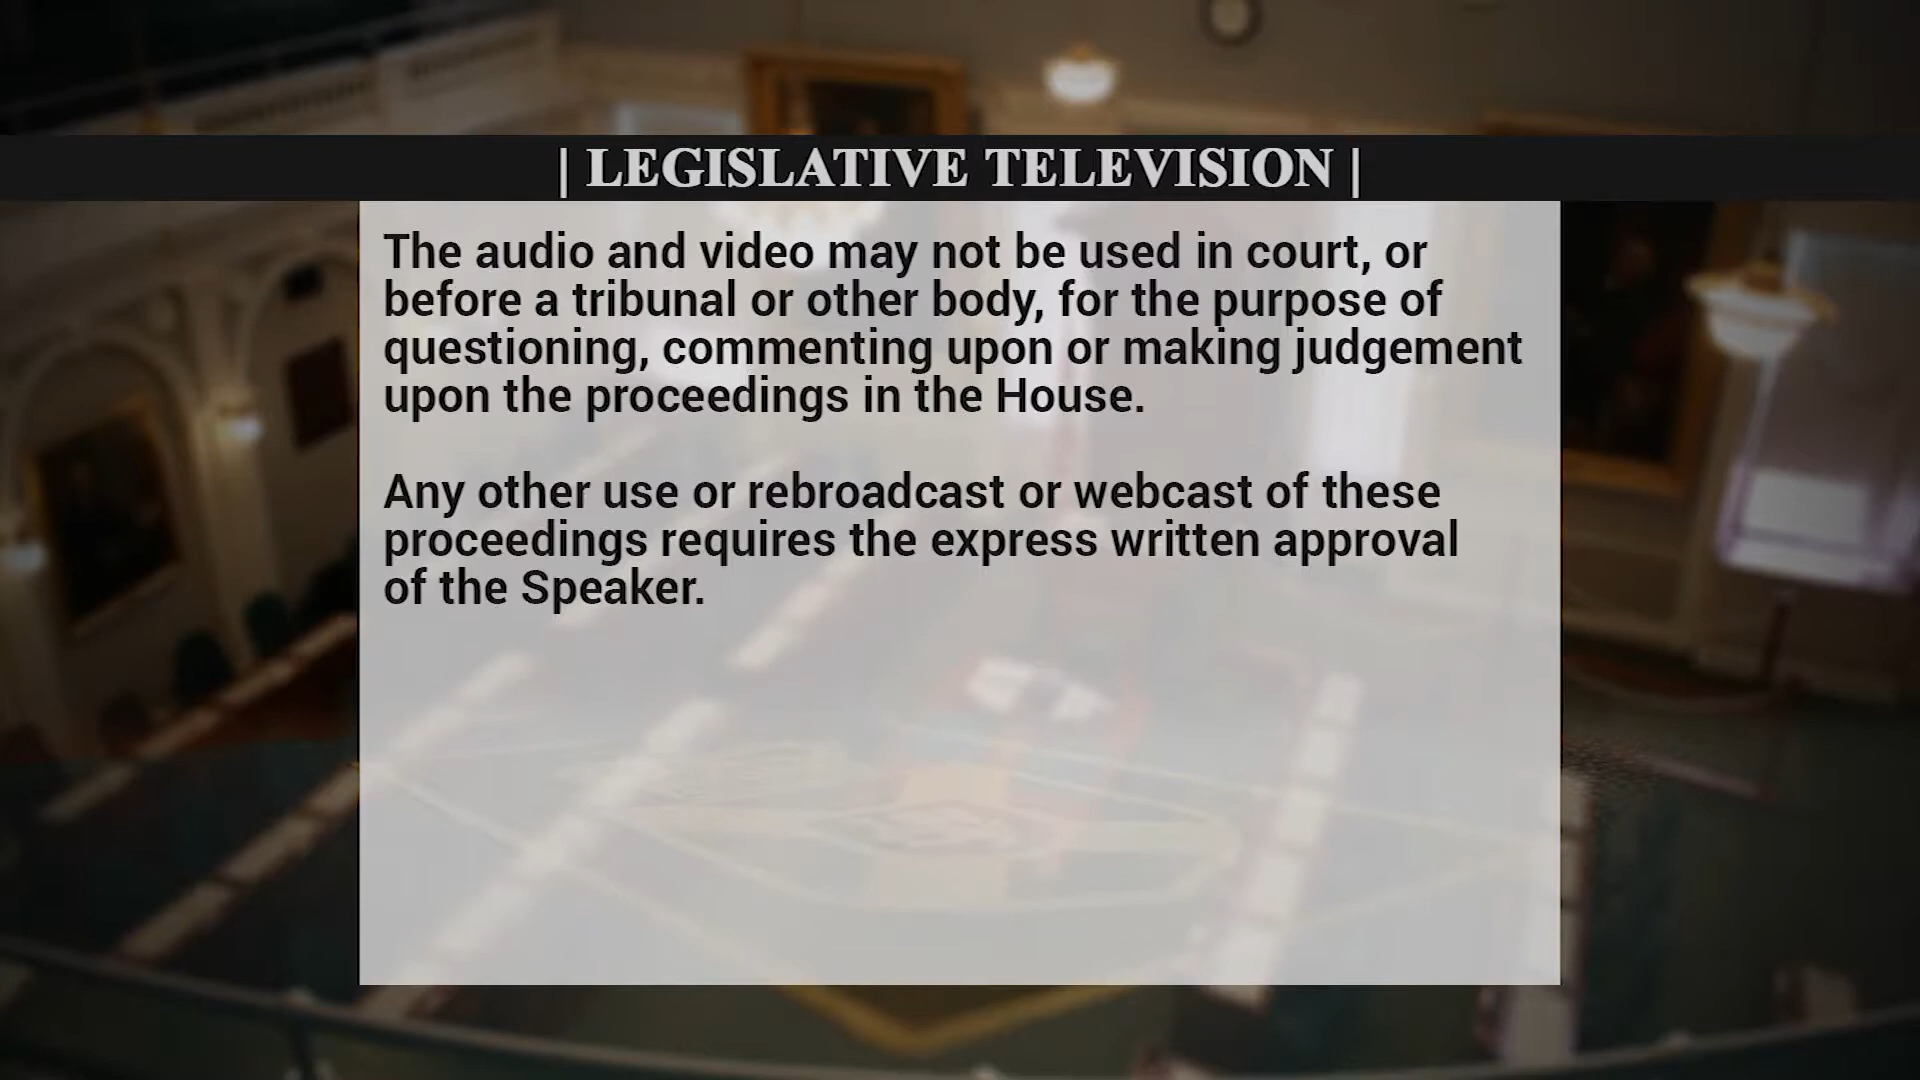 | LEGISLATIVE TELEVISION |
The audio and video may not be used in court, or
before a tribunal or other body, for the purpose of
questioning, commenting upon or making judgement
upon the proceedings in the House.
Any other use or rebroadcast or webcast of these
proceedings requires the express written approval
of the Speaker.